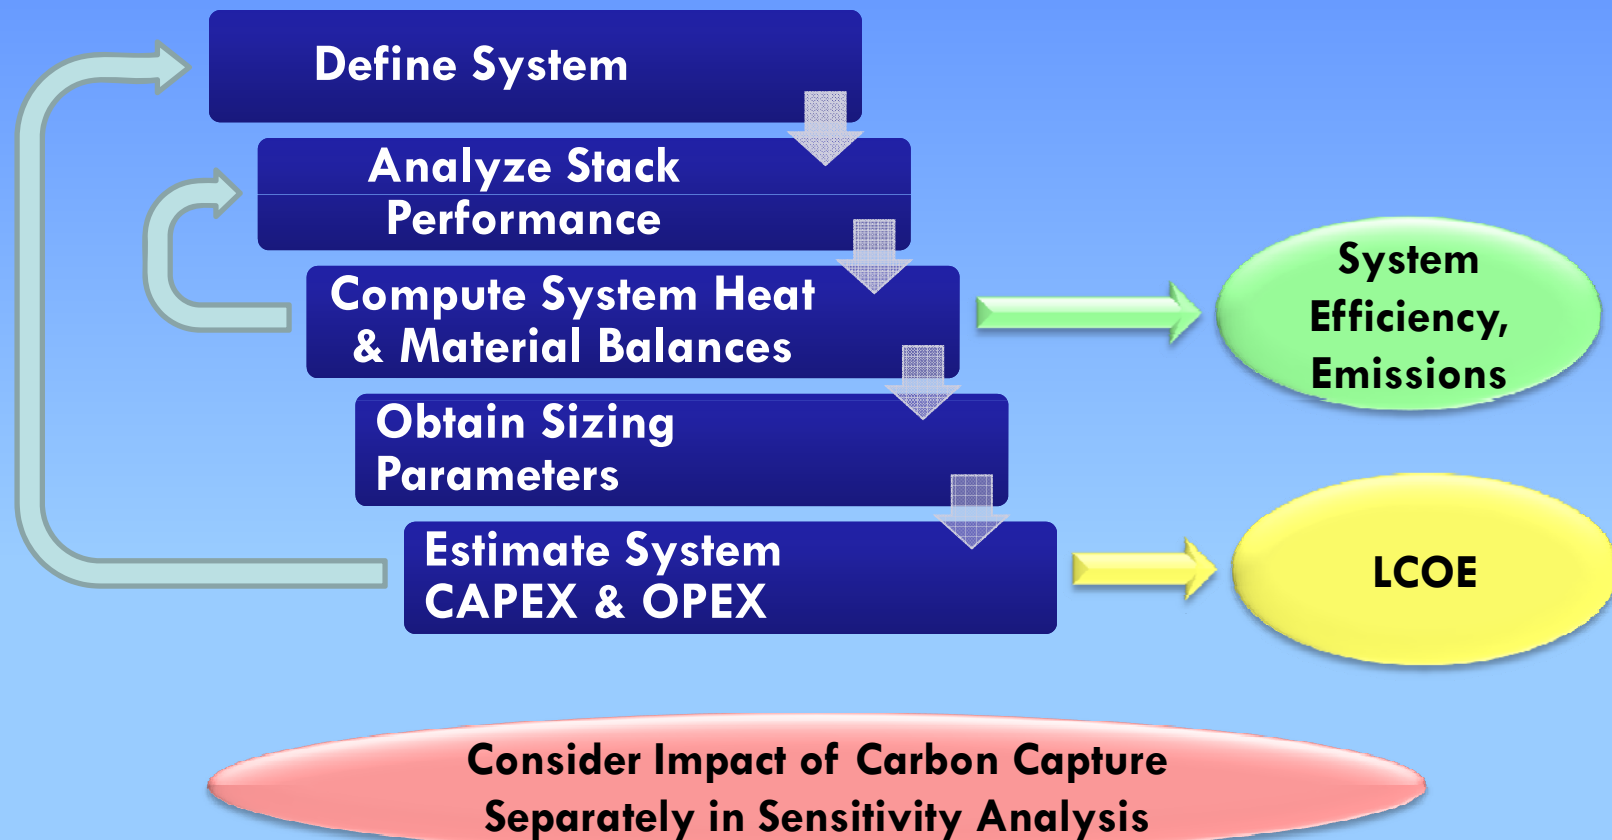 Define System
Analyze Stack
Performance
Compute System Heat
& Material Balances
System
Efficiency,
Emissions
Obtain Sizing
Parameters
Estimate System
CAPEX & OPEX
LCOE
Consider Impact of Carbon Capture
Separately in Sensitivity Analysis